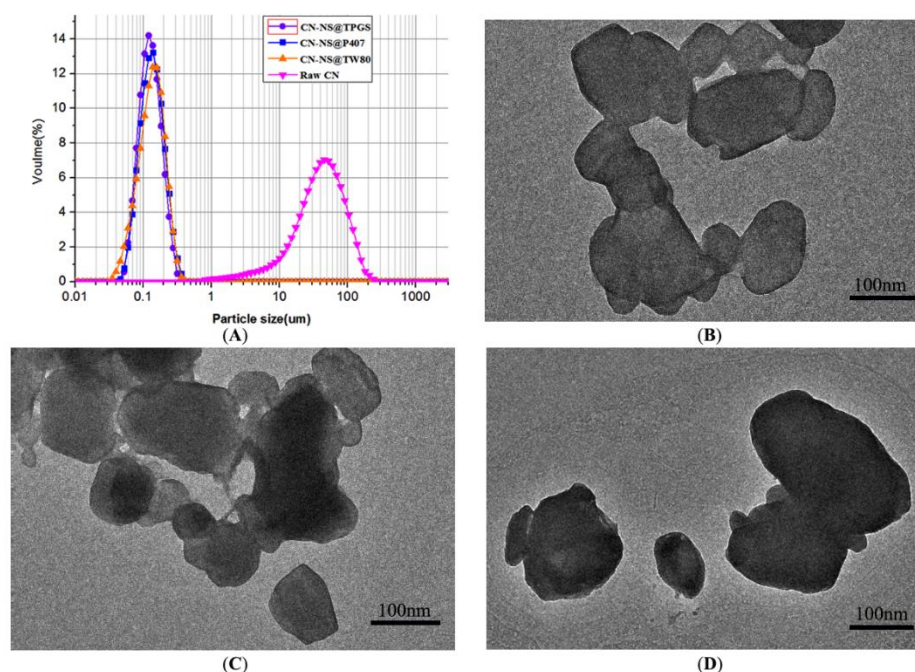 CN-NS@TPGS
CN-NS@P407
CN-NS@TW80
Raw CN
14
12
10
8
6
4
2
0
Voulme(%)
0.01
0.1
1
10
100
1000
Particle size(um)
(A)
100nm
(B)
100nm
(C)
100nm
(D)